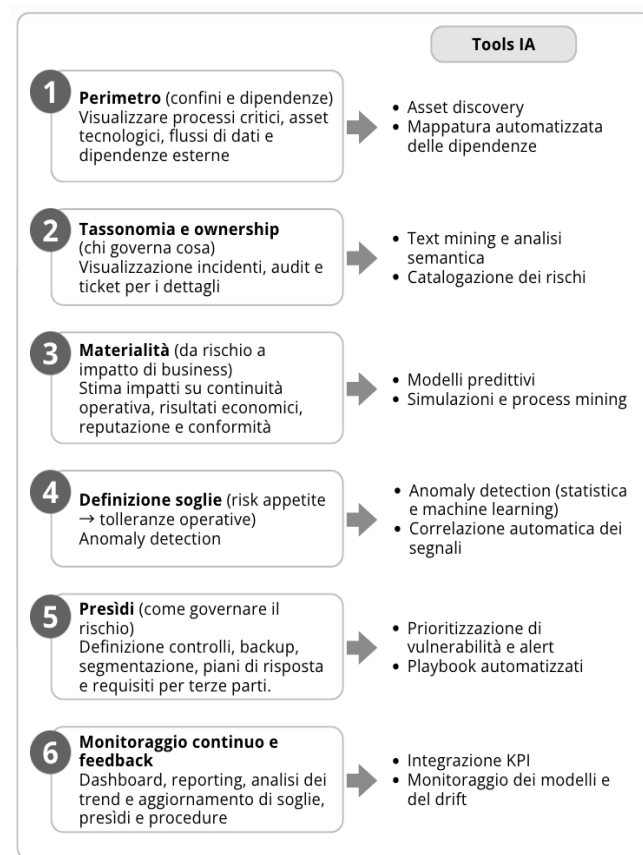 Tools IA
1
Perimetro (confini e dipendenze)
Visualizzare processi critici, asset
tecnologici, flussi di dati e
dipendenze esterne
• Asset discovery
• Mappatura automatizzata
delle dipendenze
2
Tassonomia e ownership
(chi governa cosa)
Visualizzazione incidenti, audit e
ticket per i dettagli
• Text mining e analisi
semantica
• Catalogazione dei rischi
3
Materialità (da rischio a
impatto di business)
Stima impatti su continuità
operativa, risultati economici,
reputazione e conformità
• Modelli predittivi
• Simulazioni e process mining
4
Definizione soglie (risk appetite
→ tolleranze operative)
Anomaly detection
• Anomaly detection (statistica
e machine learning)
• Correlazione automatica dei
segnali
5
Presìdi (come governare il
rischio)
Definizione controlli, backup,
segmentazione, piani di risposta
e requisiti per terze parti.
• Prioritizzazione di
vulnerabilità e alert
• Playbook automatizzati
6
Monitoraggio continuo e
feedback
Dashboard, reporting, analisi dei
trend e aggiornamento di soglie,
presìdi e procedure
• Integrazione KPI
• Monitoraggio dei modelli e
del drift